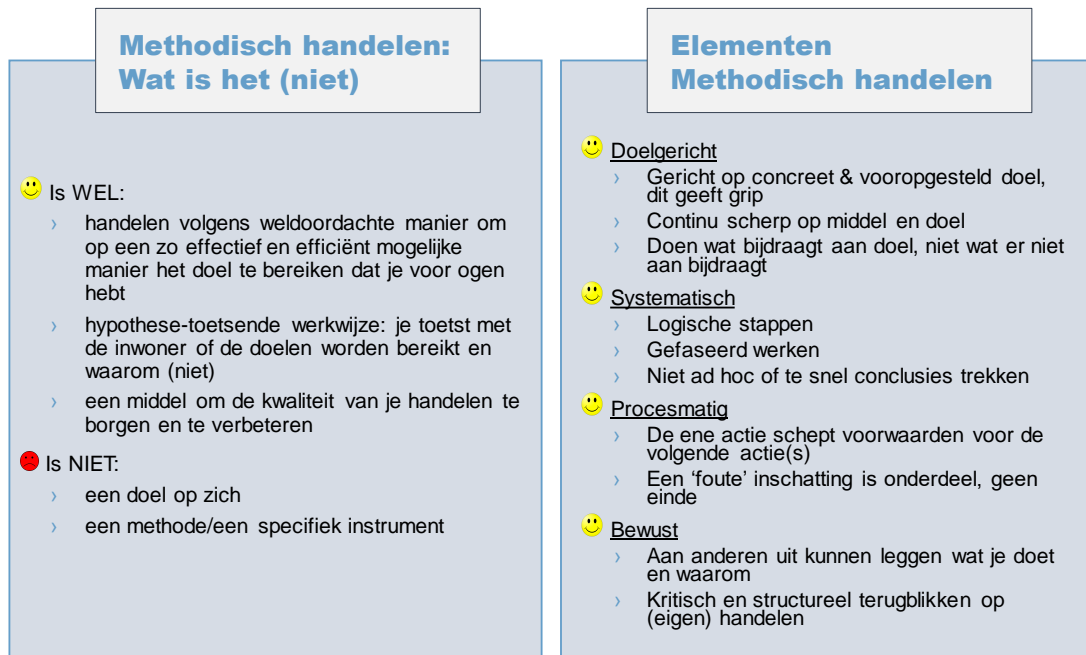 Methodisch handelen:
Wat is het (niet)
Is WEL:
› handelen volgens weldoordachte manier om
op een zo effectief en efficiënt mogelijke
manier het doel te bereiken dat je voor ogen
hebt
› hypothese-toetsende werkwijze: je toetst met
de inwoner of de doelen worden bereikt en
waarom (niet)
› een middel om de kwaliteit van je handelen te
borgen en te verbeteren
Is NIET:
› een doel op zich
› een methode/een specifiek instrument
Elementen
Methodisch handelen
Doelgericht
› Gericht op concreet & vooropgesteld doel,
dit geeft grip
› Continu scherp op middel en doel
› Doen wat bijdraagt aan doel, niet wat er niet
aan bijdraagt
Systematisch
› Logische stappen
› Gefaseerd werken
› Niet ad hoc of te snel conclusies trekken
Procesmatig
› De ene actie schept voorwaarden voor de
volgende actie(s)
› Een ‘foute’ inschatting is onderdeel, geen
einde
Bewust
› Aan anderen uit kunnen leggen wat je doet
en waarom
› Kritisch en structureel terugblikken op
(eigen) handelen